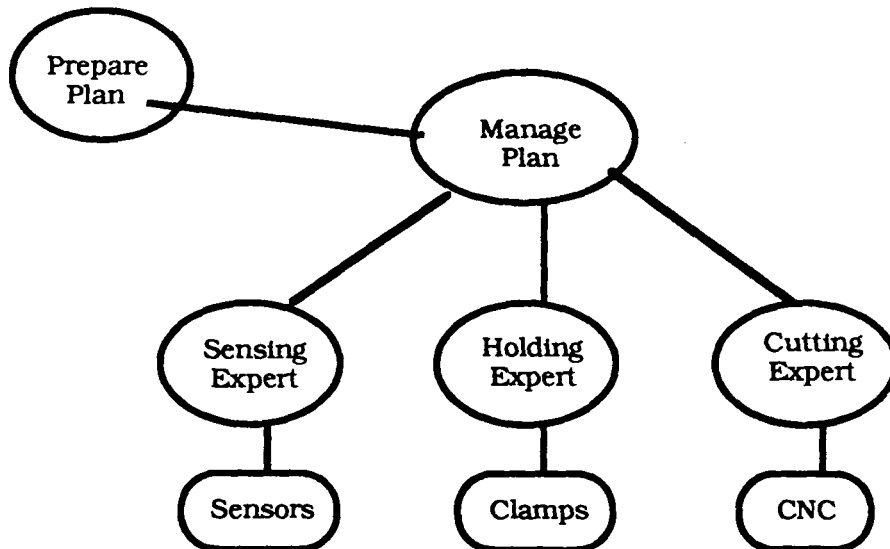 Prepare
Plan
Manage
Plan
Sensing
Expert
Holding
Expert
Cutting
Expert
Sensors
Clamps
CNC